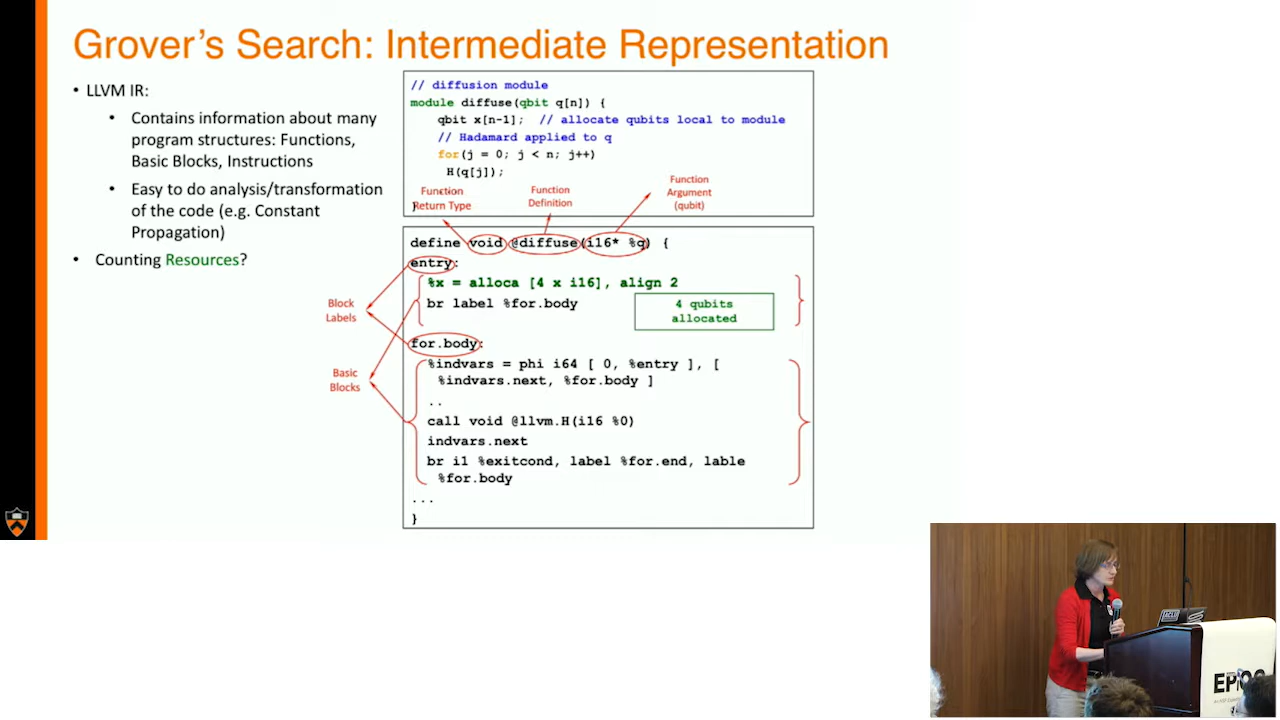 Grover's Search: Intermediate Representation
• LLVM IR:
• Contains information about many
program structures: Functions,
Basic Blocks, Instructions
• Easy to do analysis/transformation
of the code (e.g. Constant
Propagation)
• Counting Resources?
// diffusion module
module diffuse(qbit q[n]) {
qbit x[n-1]; // allocate qubits local to module
// Hadamard applied to q
for(j = 0; j < n; j++)
H(q[j]);
}
Function
Return Type
Function
Definition
Function
Argument
(qubit)
define void @diffuse(i16* %q) {
entry:
%x = alloca [4 x i16], align 2
br label %for.body
4 qubits
allocated
Block
Labels
for.body:
%indvars = phi i64 [ 0, %entry ], [
%indvars.next, %for.body ]
Basic
Blocks
..
call void @llvm.H(i16 %0)
indvars.next
br i1 %exitcond, label %for.end, lable
%for.body
...
}